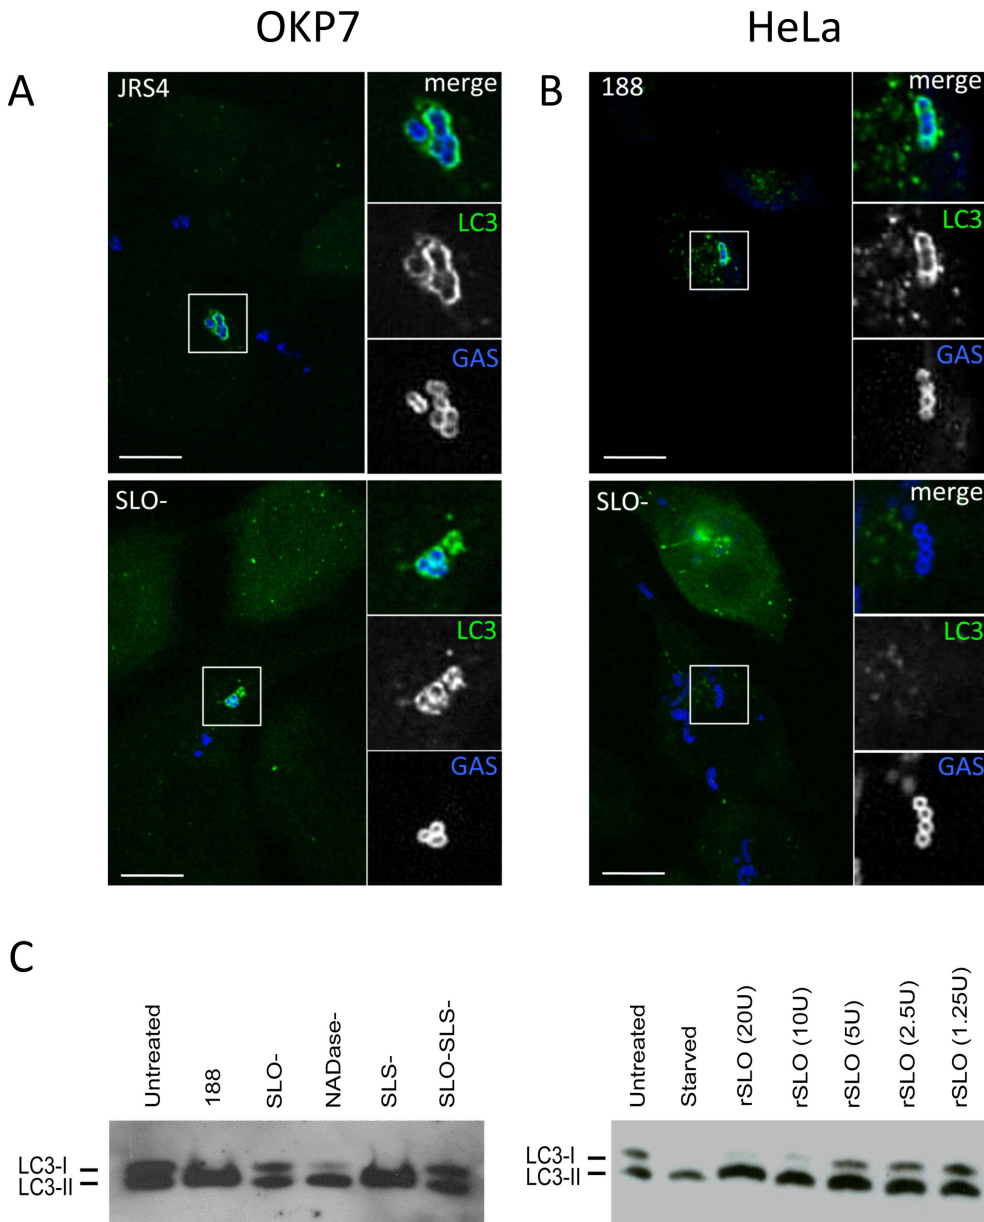 OKP7
HeLa
A
JRS4
merge
LC3
GAS
SLO-
LC3
GAS
B
188
merge
LC3
GAS
SLO-
merge
LC3
GAS
C
Untreated
188
SLO-
NADase-
SLS-
SLO-SLS-
LC3-I
LC3-II
Untreated
Starved
rSLO (20U)
rSLO (10U)
rSLO (5U)
rSLO (2.5U)
rSLO (1.25U)
LC3-I
LC3-II